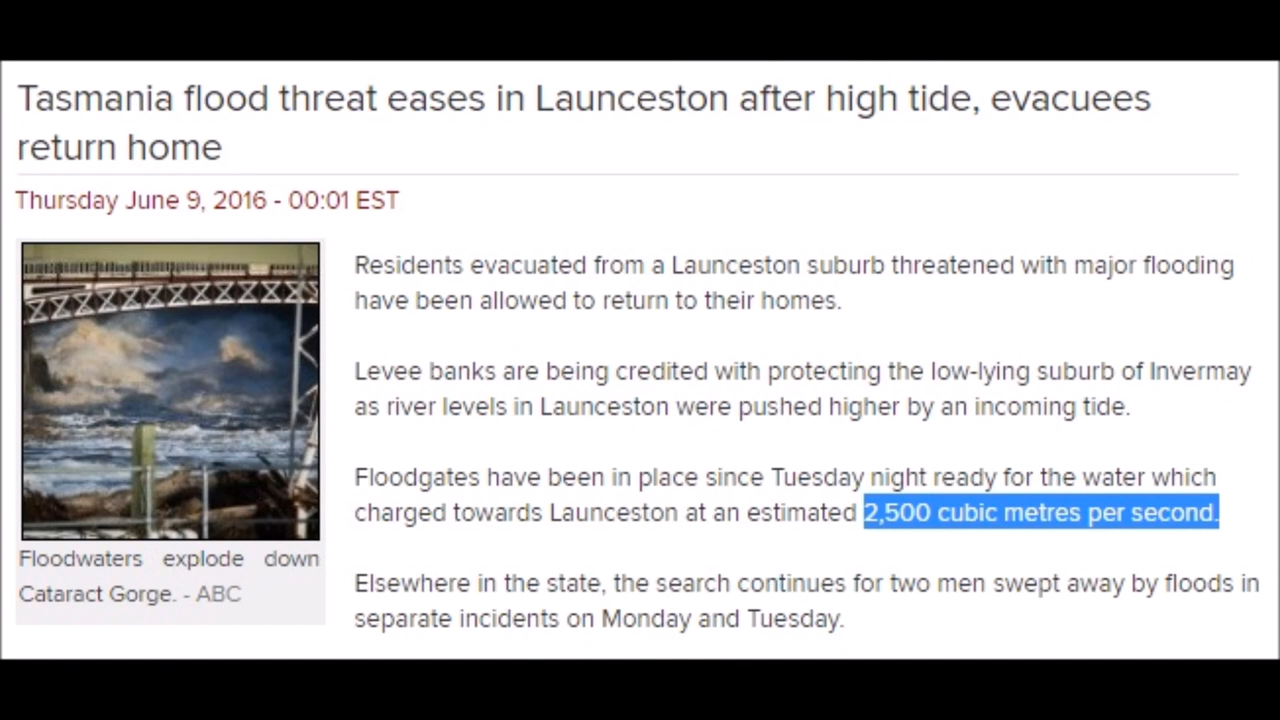 Tasmania flood threat eases in Launceston after high tide, evacuees
return home
Thursday June 9, 2016 - 00:01 EST
Residents evacuated from a Launceston suburb threatened with major flooding
have been allowed to return to their homes.
Levee banks are being credited with protecting the low-lying suburb of Invermay
as river levels in Launceston were pushed higher by an incoming tide.
Floodgates have been in place since Tuesday night ready for the water which
charged towards Launceston at an estimated 2,500 cubic metres per second.
Elsewhere in the state, the search continues for two men swept away by floods in
separate incidents on Monday and Tuesday.
Floodwaters explode down
Cataract Gorge. - ABC